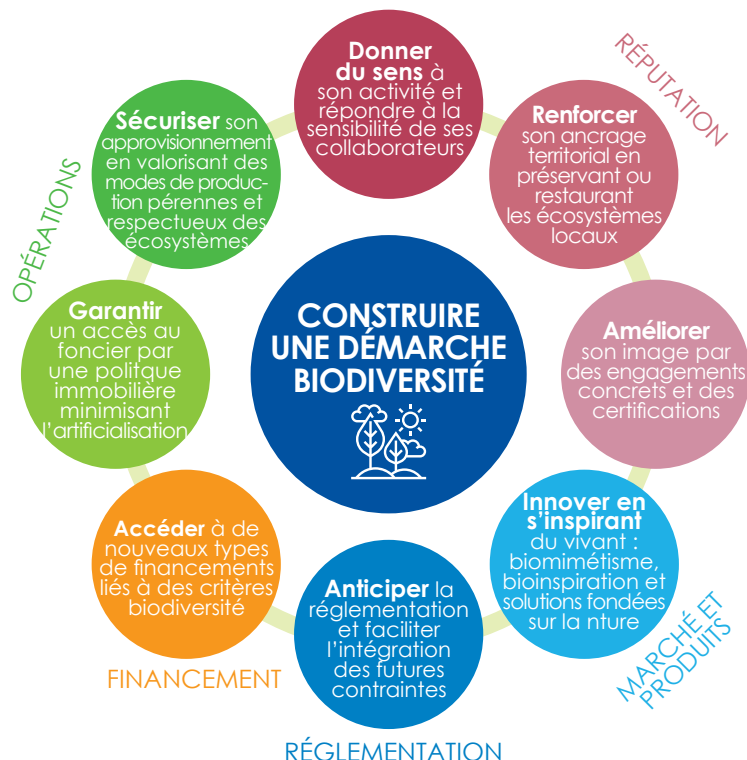 Donner
du sens à
son activité et
répondre à la
sensibilité de ses
collaborateurs
RÉPUTATION
Renforcer
son ancrage
territorial en
préservant ou
restaurant
les écosystèmes
locaux
Améliorer
son image par
des engagements
concrets et des
certifications
Innover en
s'inspirant
du vivant :
biomimétisme,
bioinspiration et
solutions fondées
sur la nture
MARCHÉ ET
PRODUITS
Anticiper la
réglementation
et faciliter
l'intégration
des futures
contraintes
RÉGLEMENTATION
Accéder à de
nouveaux types
de financements
liés à des critères
biodiversité
FINANCEMENT
Garantir
un accès au
foncier par
une politque
immobilière
minimisant
l'artificialisation
OPÉRATIONS
Sécuriser son
approvisionnement
en valorisant des
modes de produc-
tion pérennes et
respectueux des
écosystèmes
CONSTRUIRE
UNE DÉMARCHE
BIODIVERSITÉ